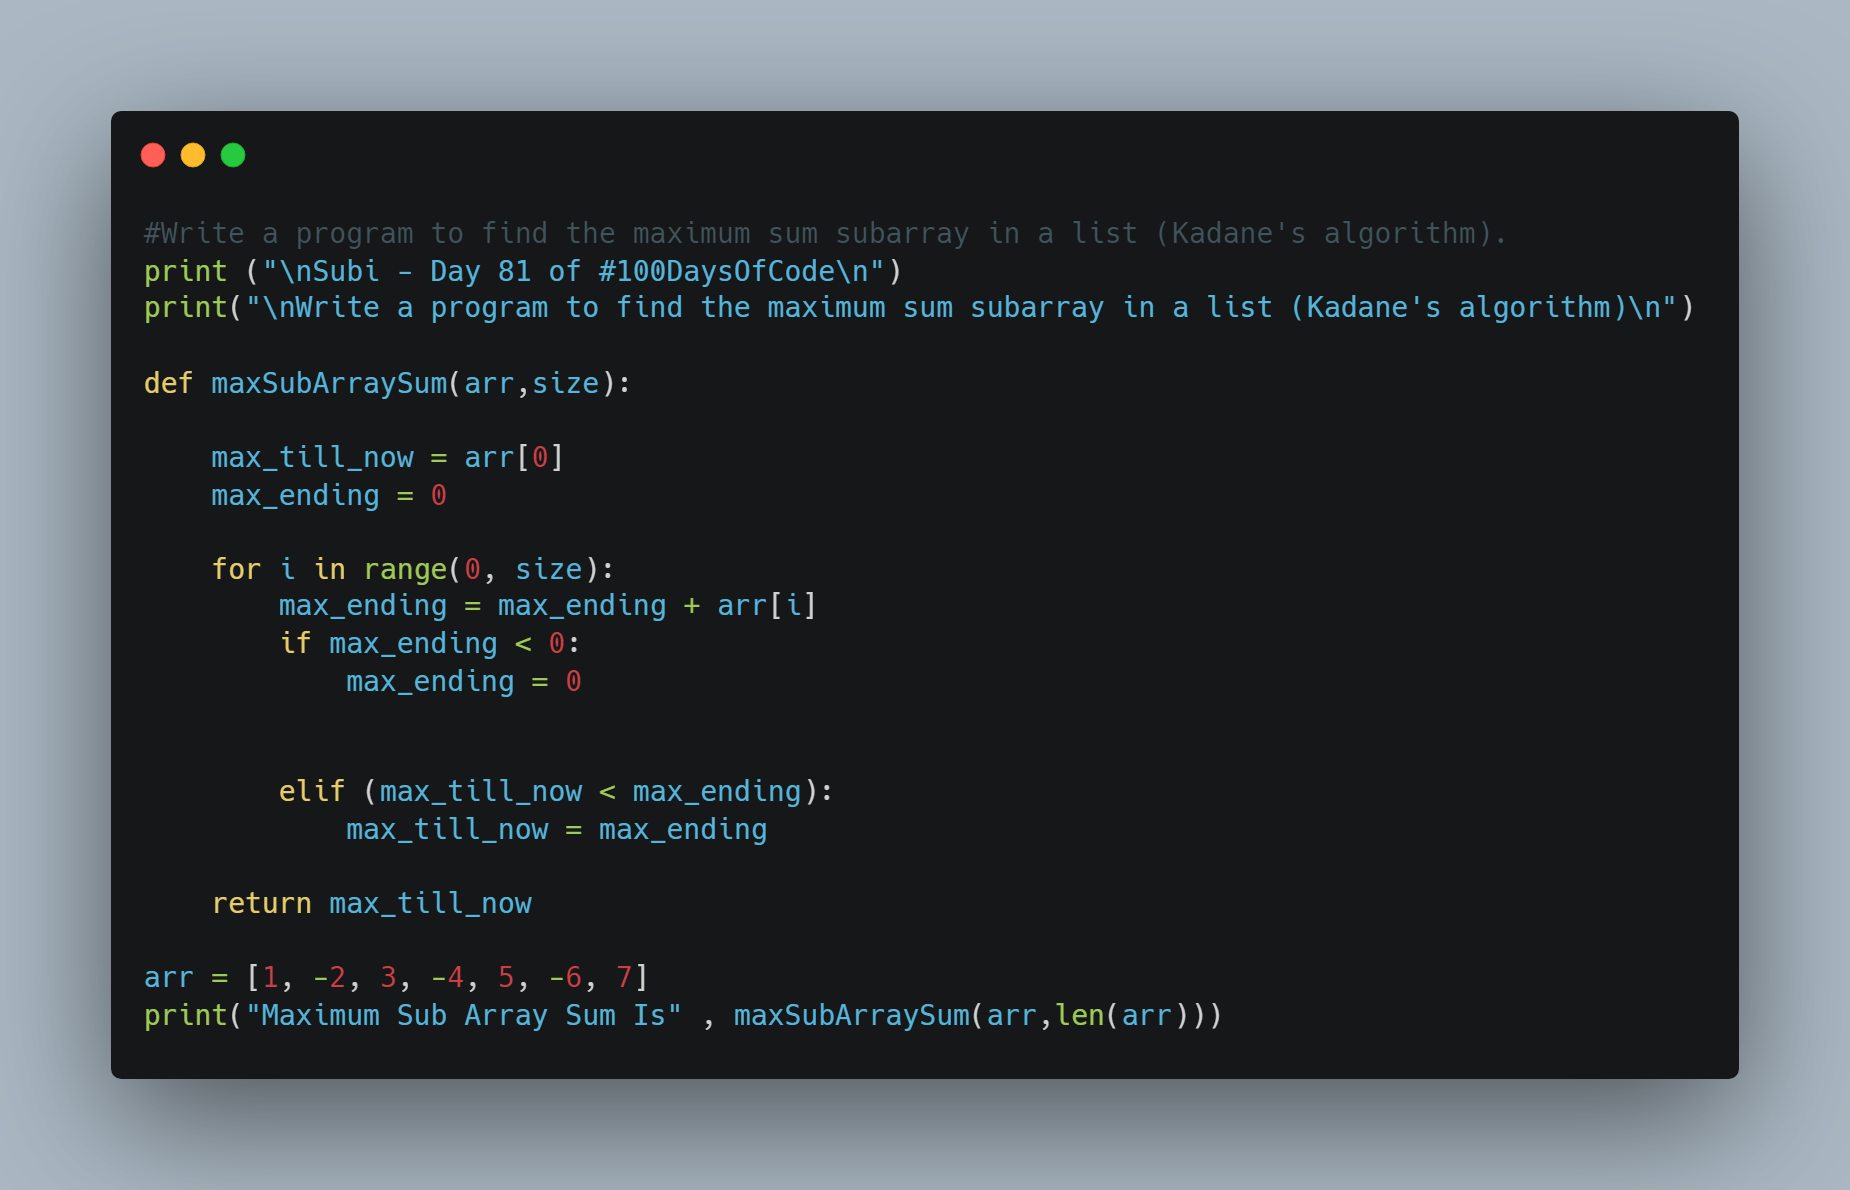 #Write a program to find the maximum sum subarray in a list (Kadane's algorithm).
print ("\nSubi - Day 81 of #100DaysOfCode\n")
print("\nWrite a program to find the maximum sum subarray in a list (Kadane's algorithm)\n")

def maxSubArraySum(arr,size):

    max_till_now = arr[0]
    max_ending = 0

    for i in range(0, size):
        max_ending = max_ending + arr[i]
        if max_ending < 0:
            max_ending = 0


        elif (max_till_now < max_ending):
            max_till_now = max_ending

    return max_till_now

arr = [1, -2, 3, -4, 5, -6, 7]
print("Maximum Sub Array Sum Is" , maxSubArraySum(arr,len(arr)))